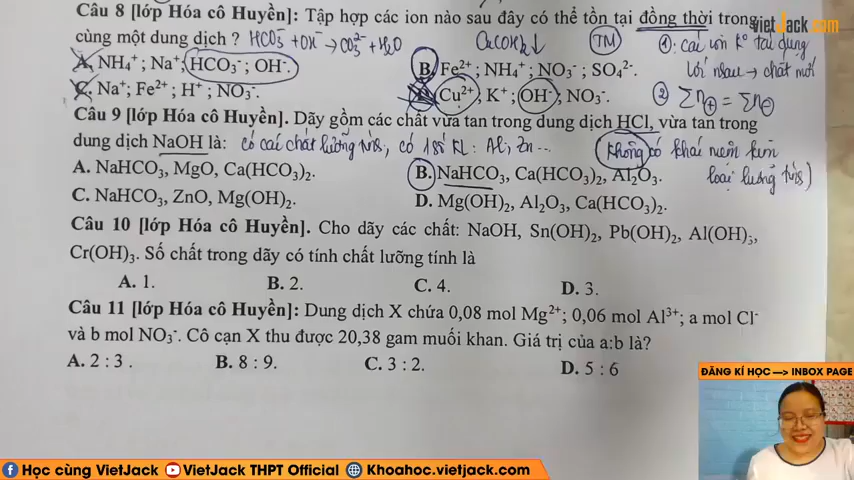 Câu 8 [lớp Hóa cô Huyền]: Tập hợp các ion nào sau đây có thể tồn tại đồng thời trong
VietJack.com
cùng một dung dịch ? HCO₃⁻ + OH⁻ → CO₃²⁻ + H₂O
TM
①: các ion K° tác dụng
A. NH₄⁺; Na⁺; HCO₃⁻; OH⁻.
B. Fe²⁺; NH₄⁺; NO₃⁻; SO₄²⁻.
với nhau → chất mới
C. Na⁺; Fe²⁺; H⁺; NO₃⁻.
Cu²⁺; K⁺; OH⁻; NO₃⁻.
② Σn⊕ = Σn⊖
Câu 9 [lớp Hóa cô Huyền]. Dãy gồm các chất vừa tan trong dung dịch HCl, vừa tan trong
dung dịch NaOH là: có các chất lưỡng tính, có 1 số KL: Al, Zn...
(không có khái niệm kim
A. NaHCO₃, MgO, Ca(HCO₃)₂.
B. NaHCO₃, Ca(HCO₃)₂, Al₂O₃.
loại lưỡng tính)
C. NaHCO₃, ZnO, Mg(OH)₂.
D. Mg(OH)₂, Al₂O₃, Ca(HCO₃)₂.
Câu 10 [lớp Hóa cô Huyền]. Cho dãy các chất: NaOH, Sn(OH)₂, Pb(OH)₂, Al(OH)₃,
Cr(OH)₃. Số chất trong dãy có tính chất lưỡng tính là
A. 1.
B. 2.
C. 4.
D. 3.
Câu 11 [lớp Hóa cô Huyền]: Dung dịch X chứa 0,08 mol Mg²⁺; 0,06 mol Al³⁺; a mol Cl⁻
và b mol NO₃⁻. Cô cạn X thu được 20,38 gam muối khan. Giá trị của a:b là?
A. 2 : 3 .
B. 8 : 9.
C. 3 : 2.
D. 5 : 6
ĐĂNG KÍ HỌC ---> INBOX PAGE
Học cùng VietJack
VietJack THPT Official
Khoahoc.vietjack.com